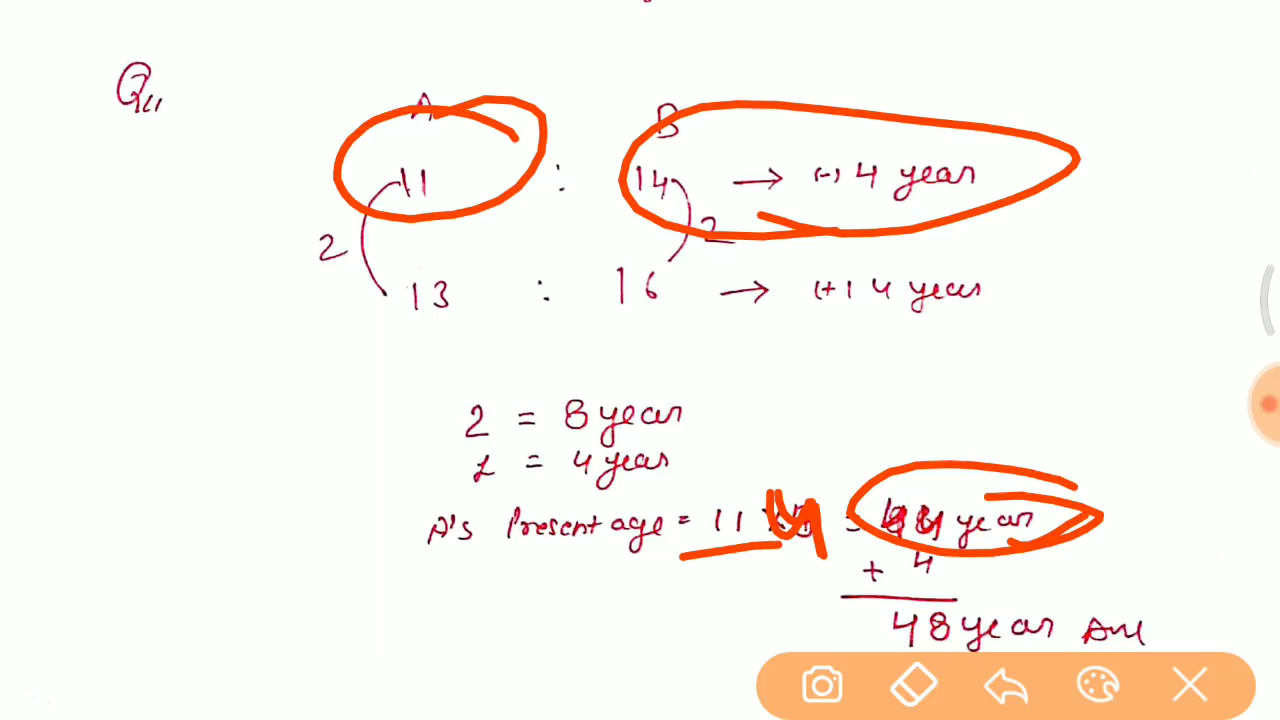 Q11
A B
11 : 14 → (-) 4 year
2 2
13 : 16 → (+) 4 year
2 = 8 year
1 = 4 year
A's Present age = 11 × 4 = 44 year
+ 4
48 year Ans